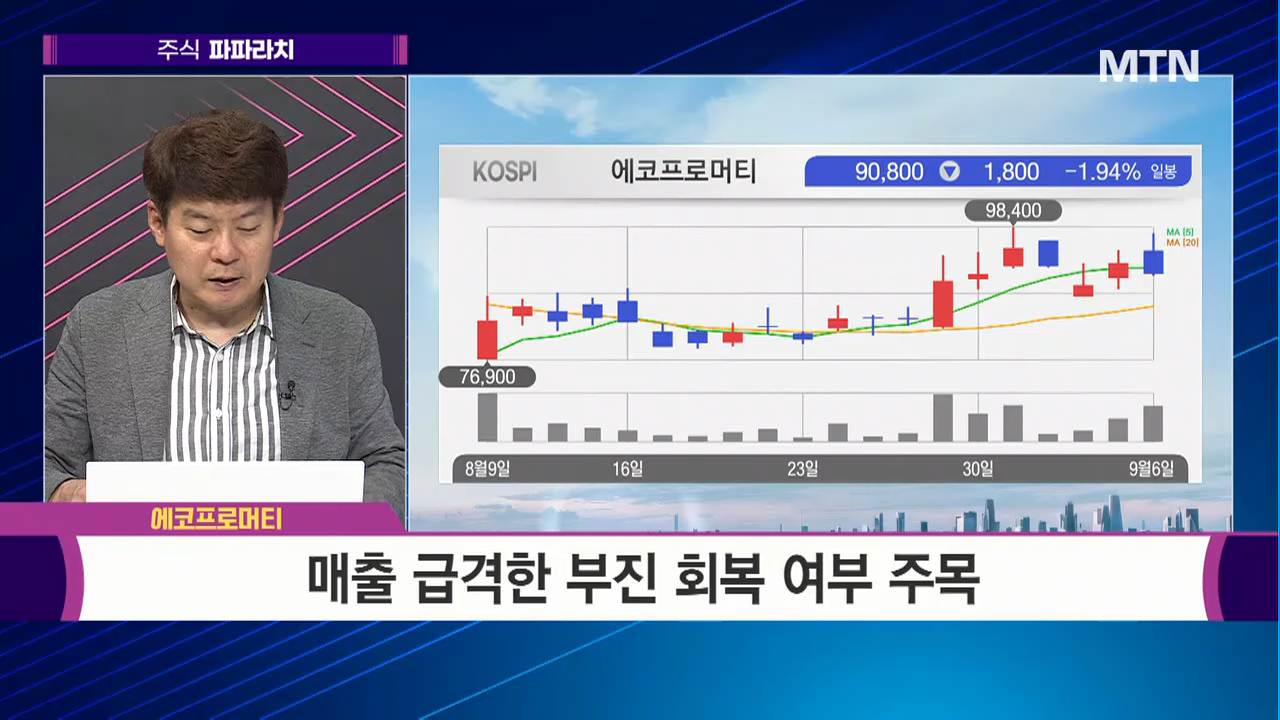 주식 파파라치
MTN
KOSPI 에코프로머티 90,800 ▼ 1,800 -1.94% 일봉
98,400
MA [5]
MA [20]
76,900
8월9일 16일 23일 30일 9월6일
에코프로머티
매출 급격한 부진 회복 여부 주목